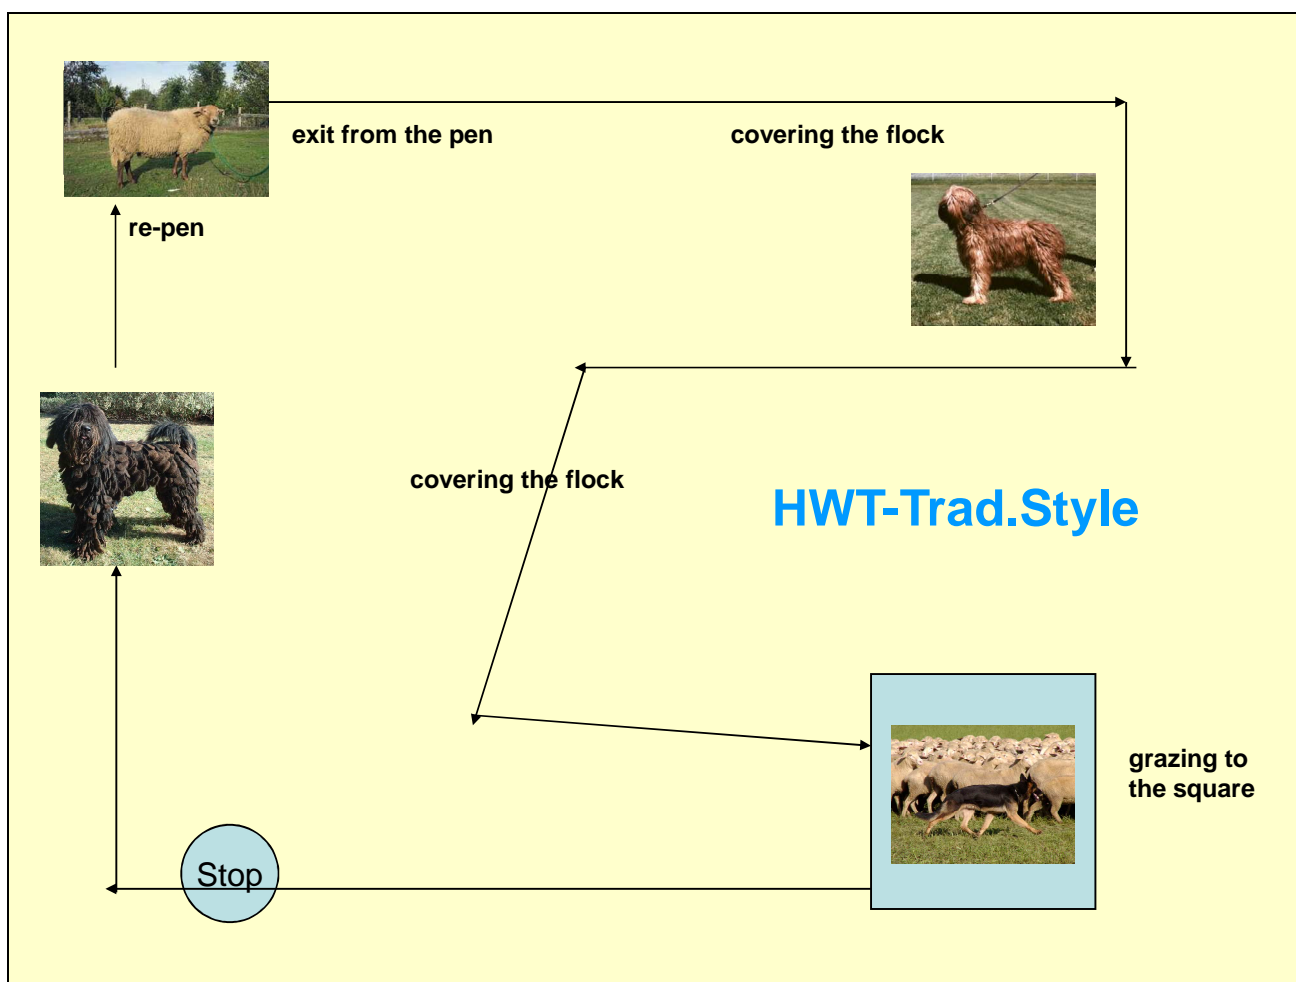 exit from the pen
covering the flock
re-pen
covering the flock
HWT-Trad.Style
grazing to
the square
Stop